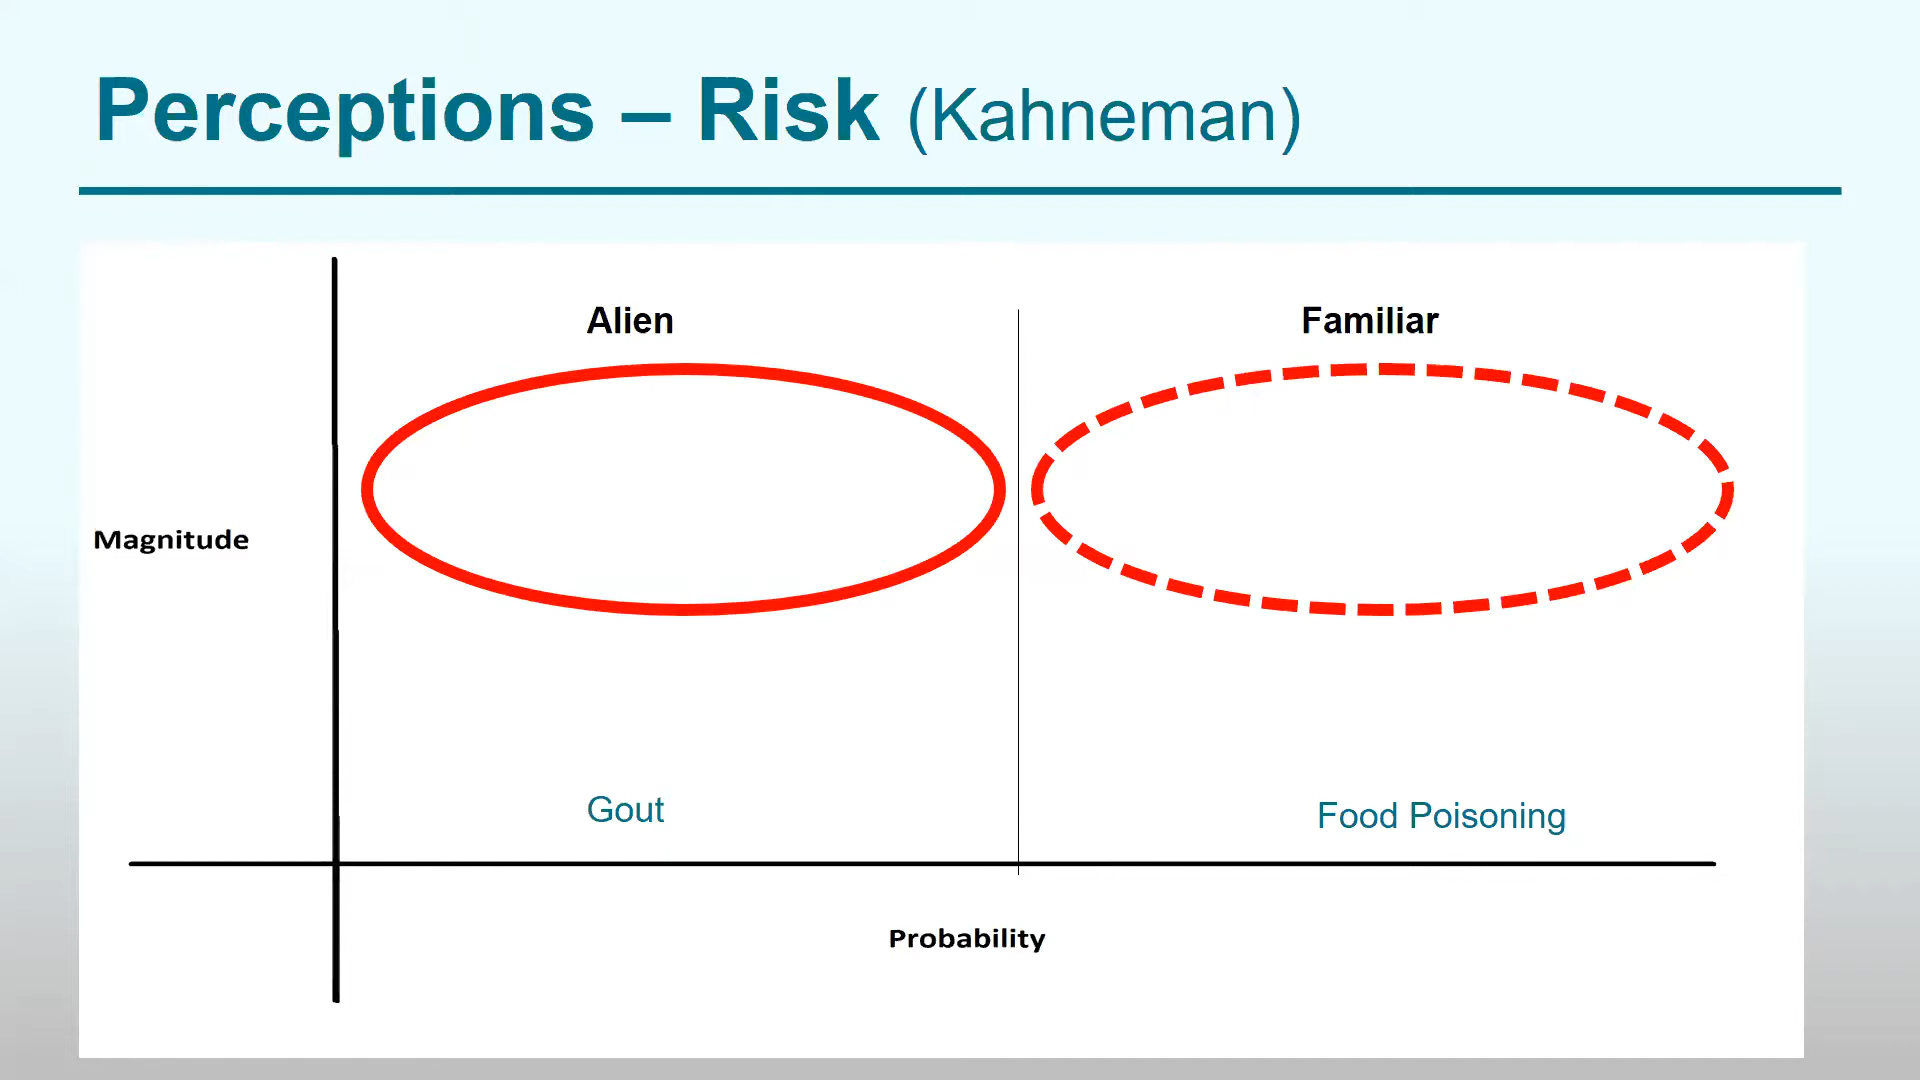 Perceptions – Risk (Kahneman)
Alien
Familiar
Magnitude
Gout
Food Poisoning
Probability